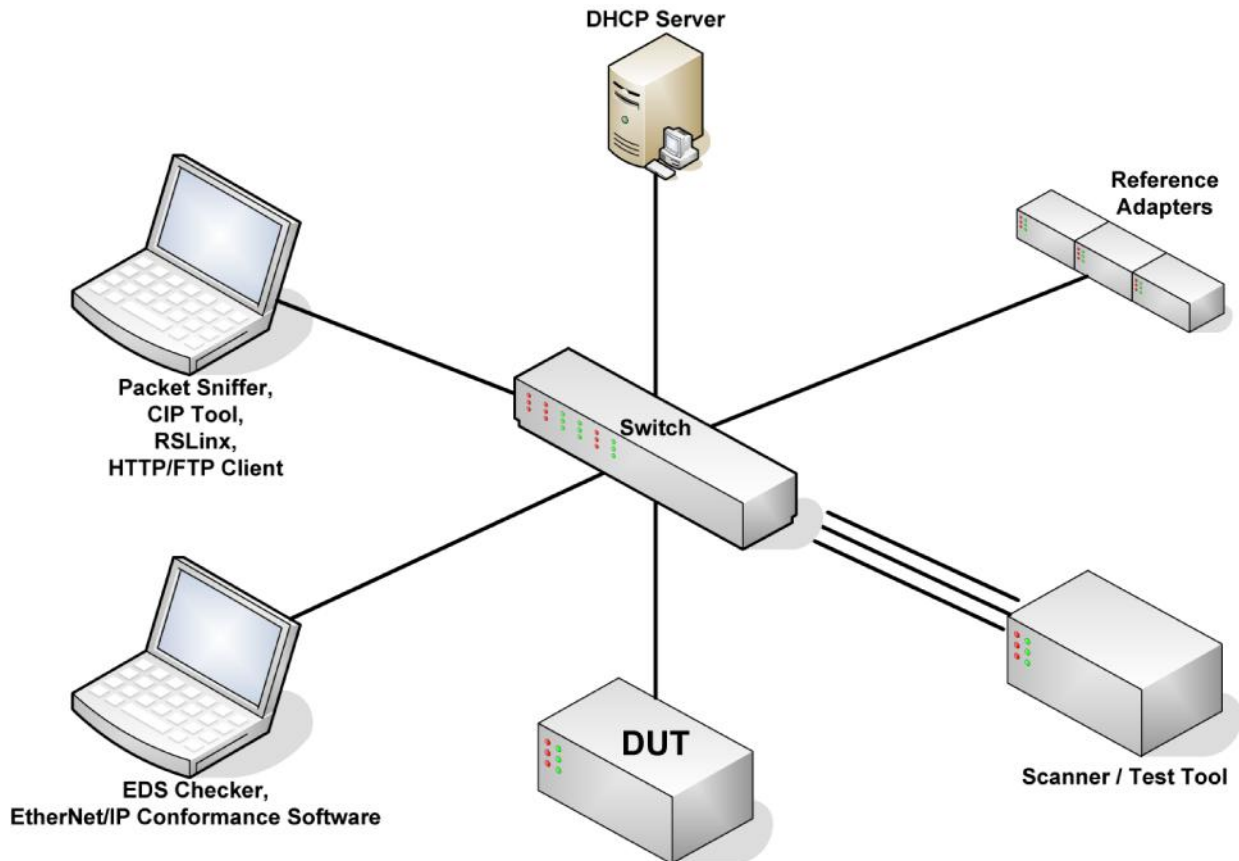 DHCP Server
Reference
Adapters
Packet Sniffer,
CIP Tool,
RSLinx,
HTTP/FTP Client
Switch
DUT
Scanner / Test Tool
EDS Checker,
EtherNet/IP Conformance Software